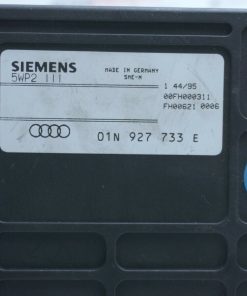 SIEMENS
5WP2 111
MADE IN GERMANY
SME-M
1 44/95
00FH000311
FH00621 0006
01N 927 733 E